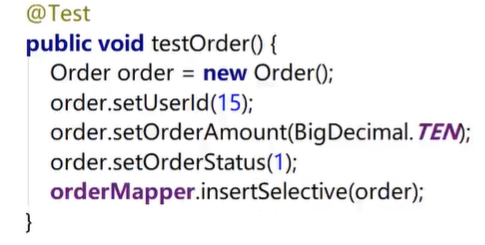 @Test
public void testOrder() {
Order order = new Order();
order.setUserId(15);
order.setOrderAmount(BigDecimal.TEN);
order.setOrderStatus(1);
orderMapper.insertSelective(order);
}